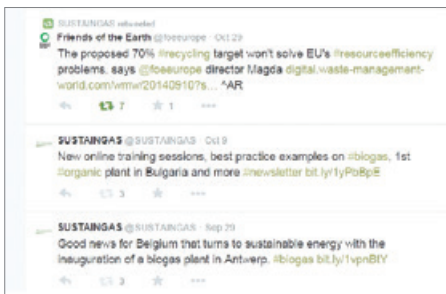 SUSTAINGAS retweeted
Friends of the Earth @foeeurope · Oct 29
The proposed 70% #recycling target won't solve EU's #resourceefficiency
problems, says @foeeurope director Magda digital.waste-management-
world.com/wmw/20140910?s... ^AR
7 1
SUSTAINGAS @SUSTAINGAS · Oct 9
New online training sessions, best practice examples on #biogas, 1st
#organic plant in Bulgaria and more #newsletter bit.ly/1yPbBpE
3
SUSTAINGAS @SUSTAINGAS · Sep 29
Good news for Belgium that turns to sustainable energy with the
inauguration of a biogas plant in Antwerp. #biogas bit.ly/1vpnBtY
3